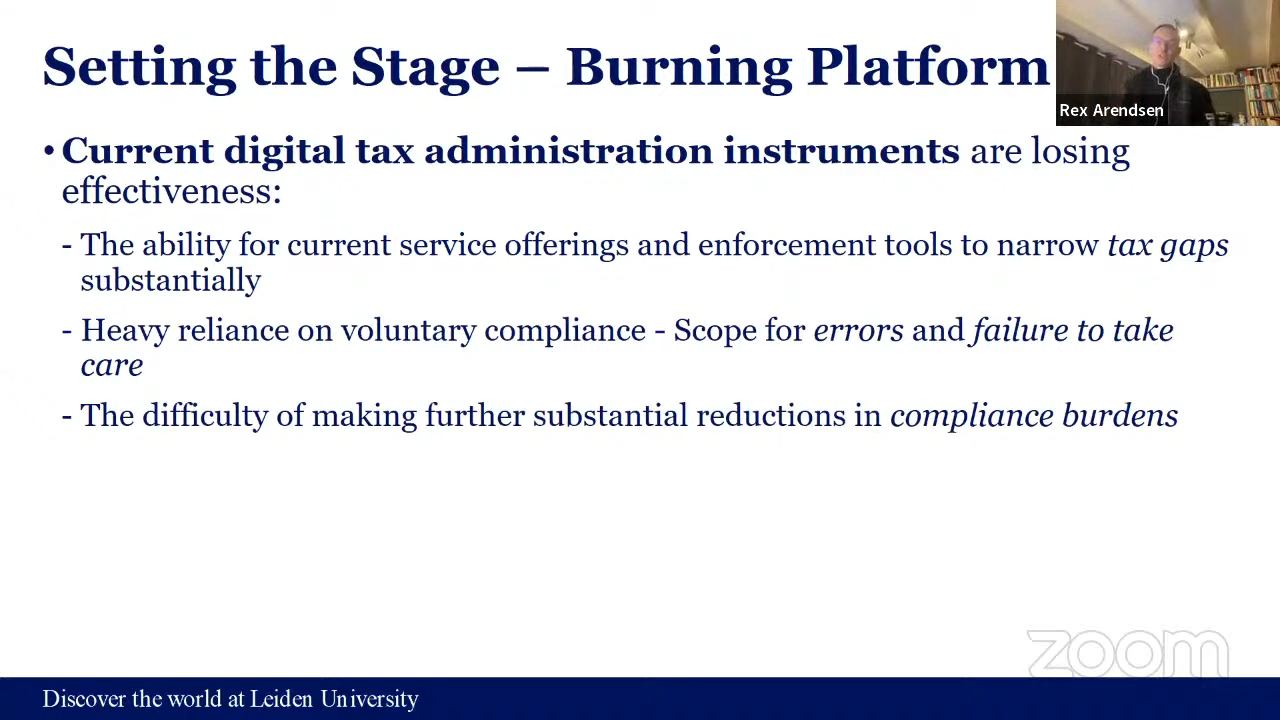 Setting the Stage – Burning Platform
Rex Arendsen
• Current digital tax administration instruments are losing
effectiveness:
- The ability for current service offerings and enforcement tools to narrow tax gaps
substantially
- Heavy reliance on voluntary compliance - Scope for errors and failure to take
care
- The difficulty of making further substantial reductions in compliance burdens
zoom
Discover the world at Leiden University